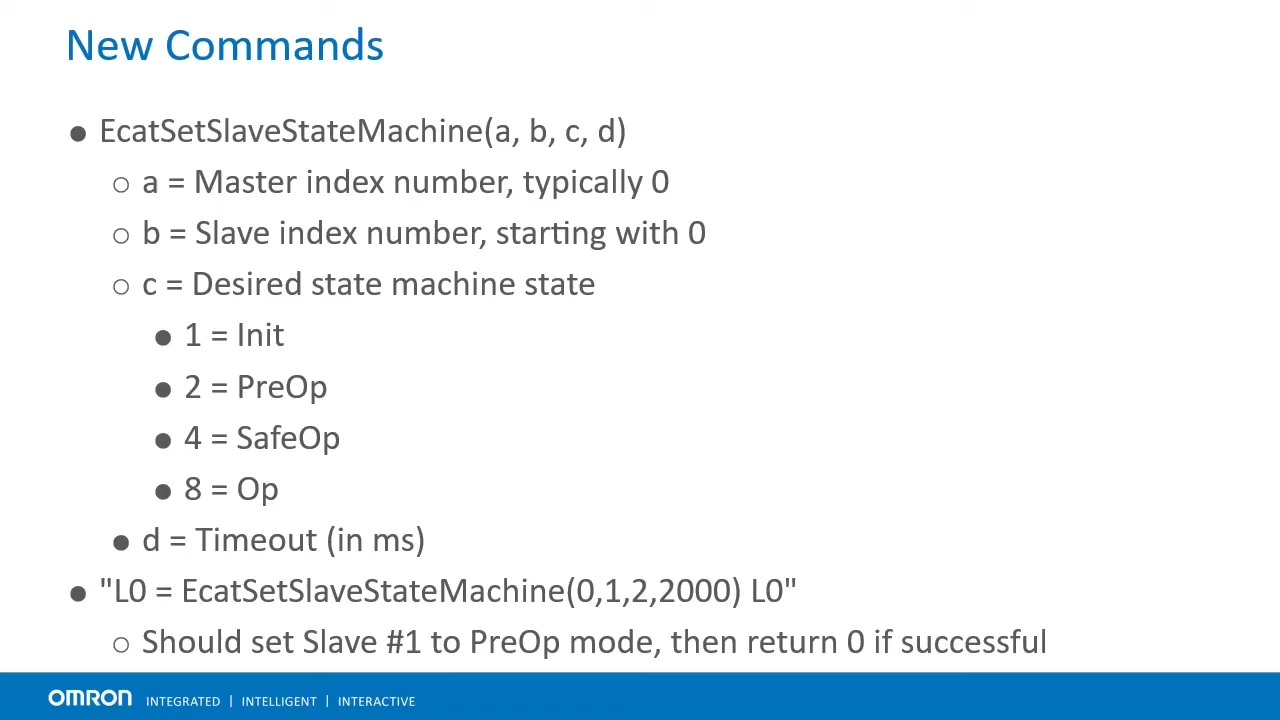 New Commands
● EcatSetSlaveStateMachine(a, b, c, d)
○ a = Master index number, typically 0
○ b = Slave index number, starting with 0
○ c = Desired state machine state
● 1 = Init
● 2 = PreOp
● 4 = SafeOp
● 8 = Op
● d = Timeout (in ms)
● "L0 = EcatSetSlaveStateMachine(0,1,2,2000) L0"
○ Should set Slave #1 to PreOp mode, then return 0 if successful
OMRON INTEGRATED | INTELLIGENT | INTERACTIVE